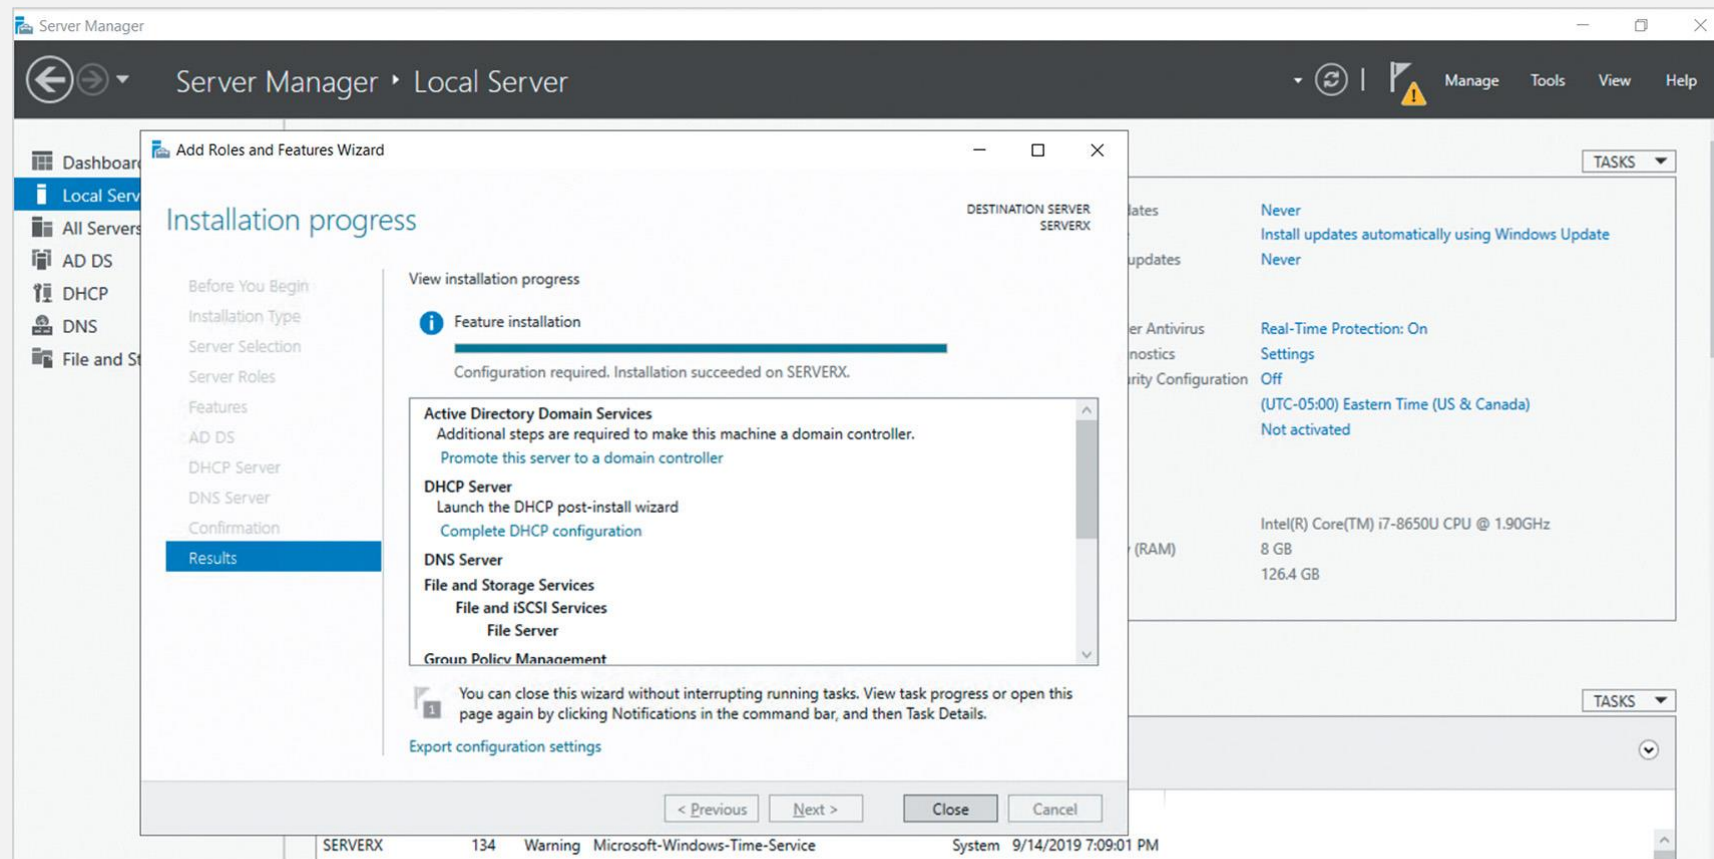 Server Manager
Server Manager ‣ Local Server
Manage Tools View Help
Dashboard
Local Serv
All Servers
AD DS
DHCP
DNS
File and St
Add Roles and Features Wizard
Installation progress
DESTINATION SERVER
SERVERX
Before You Begin
Installation Type
Server Selection
Server Roles
Features
AD DS
DHCP Server
DNS Server
Confirmation
Results
View installation progress
Feature installation
Configuration required. Installation succeeded on SERVERX.
Active Directory Domain Services
Additional steps are required to make this machine a domain controller.
Promote this server to a domain controller
DHCP Server
Launch the DHCP post-install wizard
Complete DHCP configuration
DNS Server
File and Storage Services
File and iSCSI Services
File Server
Group Policy Management
1
You can close this wizard without interrupting running tasks. View task progress or open this
page again by clicking Notifications in the command bar, and then Task Details.
Export configuration settings
< Previous Next > Close Cancel
TASKS
lates Never
Install updates automatically using Windows Update
updates Never
er Antivirus Real-Time Protection: On
nostics Settings
urity Configuration Off
(UTC-05:00) Eastern Time (US & Canada)
Not activated
Intel(R) Core(TM) i7-8650U CPU @ 1.90GHz
(RAM) 8 GB
126.4 GB
TASKS
SERVERX 134 Warning Microsoft-Windows-Time-Service System 9/14/2019 7:09:01 PM